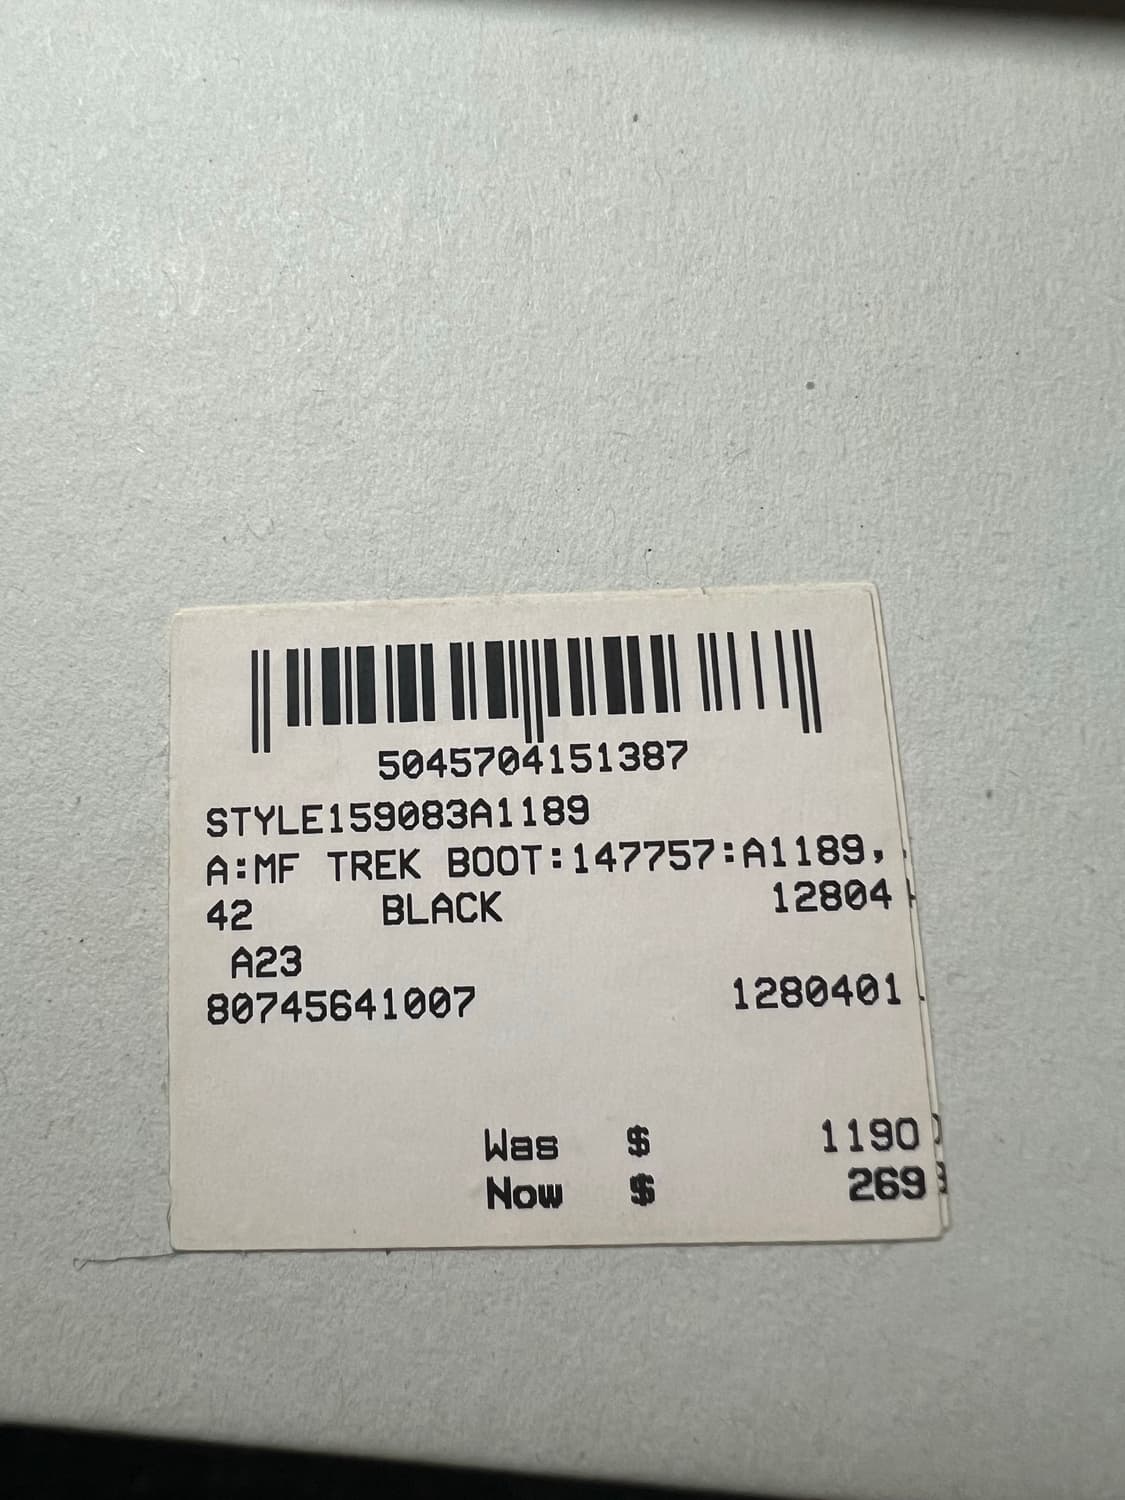 5045704151387
STYLE159083A1189
A:MF TREK BOOT:147757:A1189,
42 BLACK 12804
A23
80745641007 1280401
Was $ 1190
Now $ 269